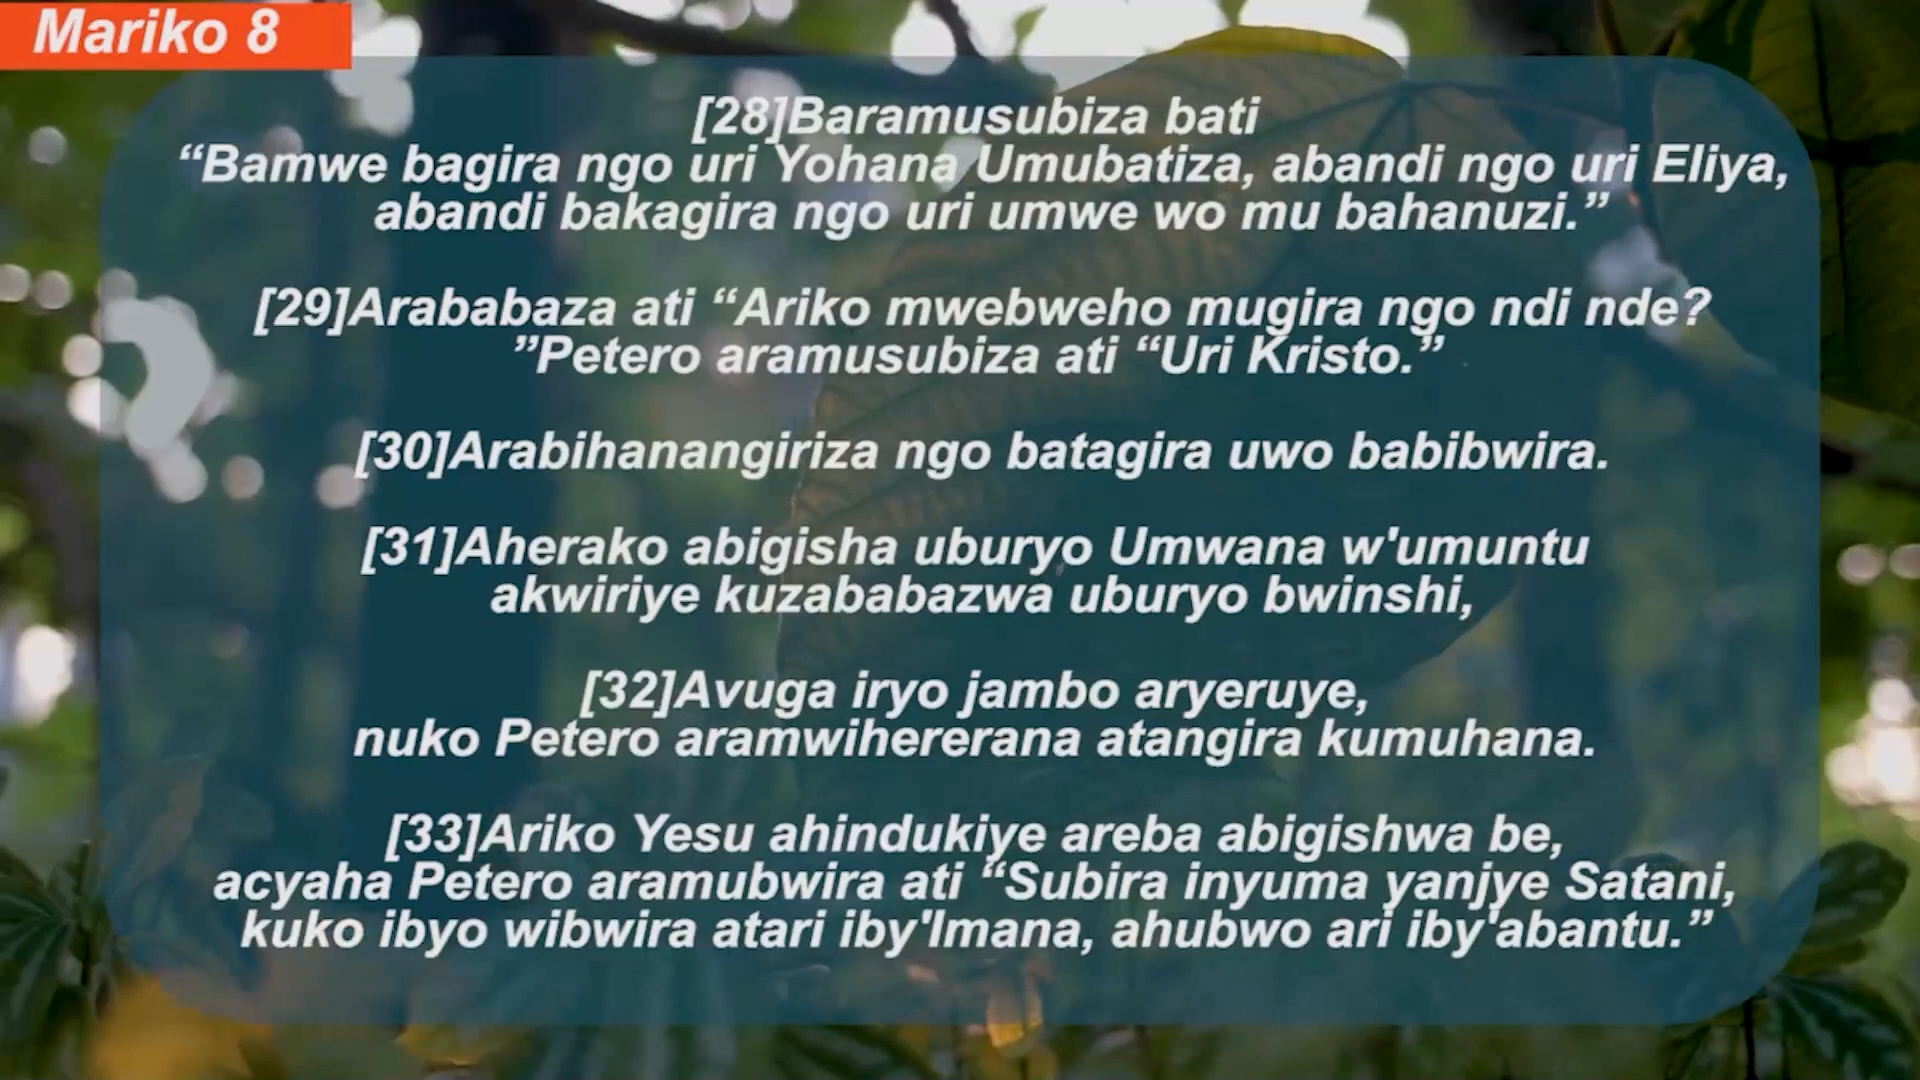 Mariko 8
[28]Baramusubiza bati
“Bamwe bagira ngo uri Yohana Umubatiza, abandi ngo uri Eliya,
abandi bakagira ngo uri umwe wo mu bahanuzi.”
[29]Arababaza ati “Ariko mwebweho mugira ngo ndi nde?
”Petero aramusubiza ati “Uri Kristo.”
[30]Arabihanangiriza ngo batagira uwo babibwira.
[31]Aherako abigisha uburyo Umwana w'umuntu
akwiriye kuzababazwa uburyo bwinshi,
[32]Avuga iryo jambo aryeruye,
nuko Petero aramwihererana atangira kumuhana.
[33]Ariko Yesu ahindukiye areba abigishwa be,
acyaha Petero aramubwira ati “Subira inyuma yanjye Satani,
kuko ibyo wibwira atari iby'Imana, ahubwo ari iby'abantu.”